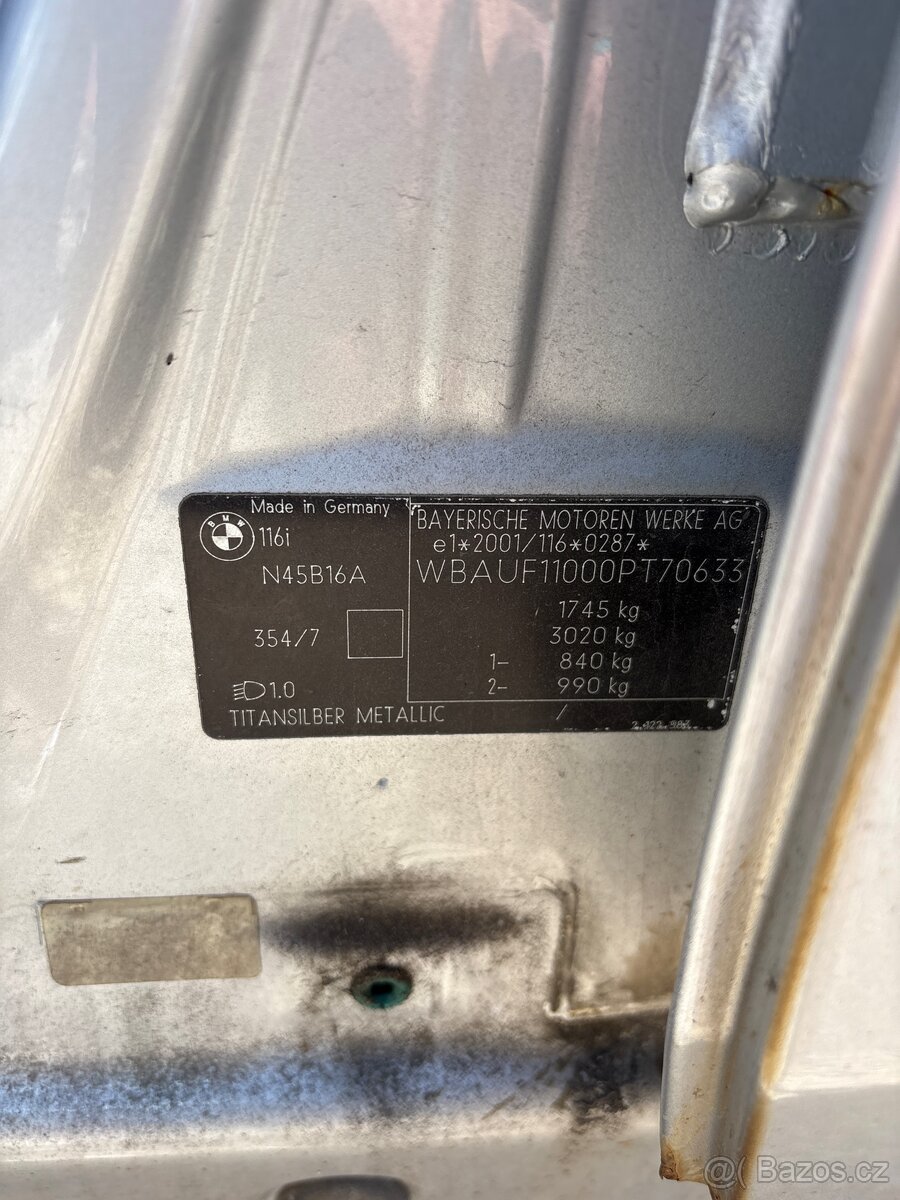 Made in Germany
BMW
116i
N45B16A
354/7
1.0
TITANSILBER METALLIC
BAYERISCHE MOTOREN WERKE AG
e1*2001/116*0287*
WBAUF11000PT70633
1745 kg
3020 kg
1- 840 kg
2- 990 kg
/
@( Bazos.cz